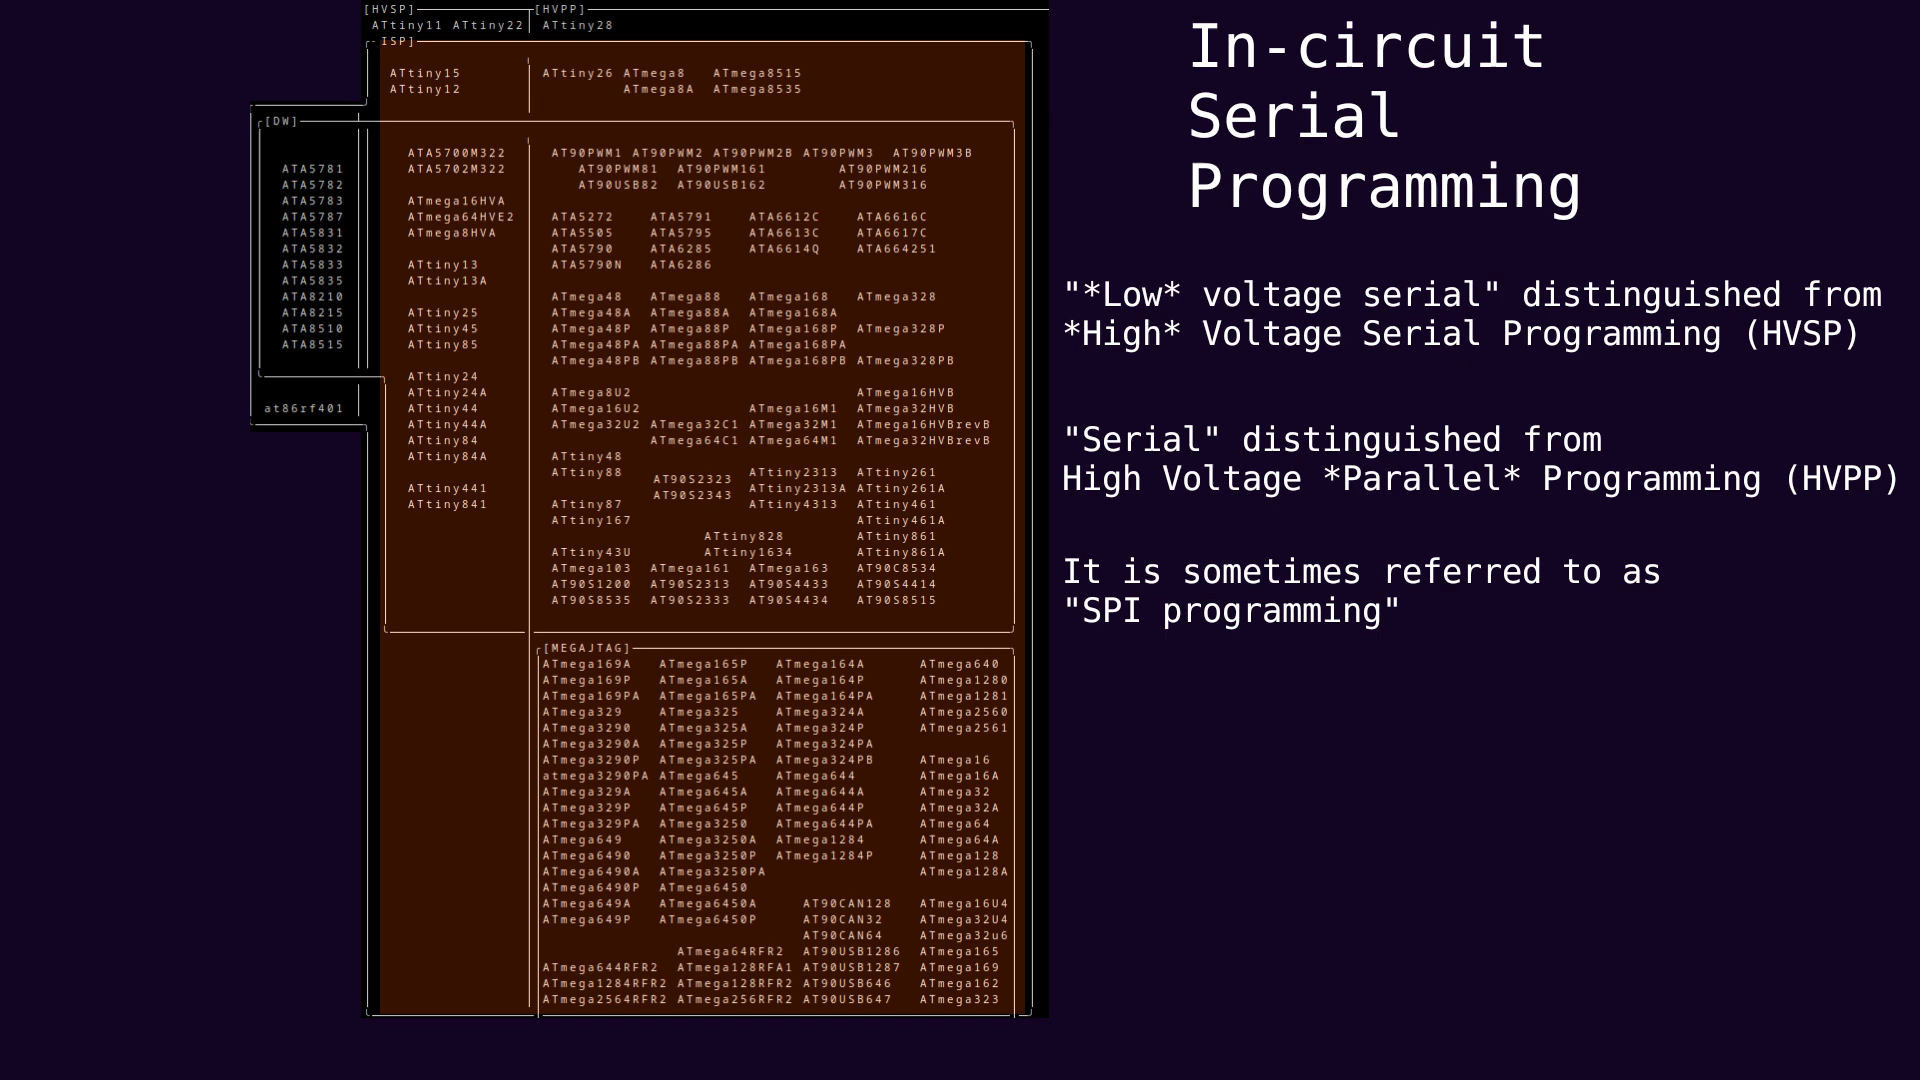 [HVSP] [HVPP]
ATtiny11 ATtiny22 ATtiny28
ISP]
ATtiny15 ATtiny26 ATmega8 ATmega8515
ATtiny12 ATmega8A ATmega8535
[DW]
ATA5700M322 AT90PWM1 AT90PWM2 AT90PWM2B AT90PWM3 AT90PWM3B
ATA5781 ATA5702M322 AT90PWM81 AT90PWM161 AT90PWM216
ATA5782 AT90USB82 AT90USB162 AT90PWM316
ATA5783 ATmega16HVA
ATA5787 ATmega64HVE2 ATA5272 ATA5791 ATA6612C ATA6616C
ATA5831 ATmega8HVA ATA5505 ATA5795 ATA6613C ATA6617C
ATA5832 ATA5790 ATA6285 ATA6614Q ATA664251
ATA5833 ATtiny13 ATA5790N ATA6286
ATA5835 ATtiny13A
ATA8210 ATmega48 ATmega88 ATmega168 ATmega328
ATA8215 ATtiny25 ATmega48A ATmega88A ATmega168A
ATA8510 ATtiny45 ATmega48P ATmega88P ATmega168P ATmega328P
ATA8515 ATtiny85 ATmega48PA ATmega88PA ATmega168PA
ATmega48PB ATmega88PB ATmega168PB ATmega328PB
ATtiny24
ATtiny24A ATmega8U2 ATmega16HVB
at86rf401 ATtiny44 ATmega16U2 ATmega16M1 ATmega32HVB
ATtiny44A ATmega32U2 ATmega32C1 ATmega32M1 ATmega16HVBrevB
ATtiny84 ATmega64C1 ATmega64M1 ATmega32HVBrevB
ATtiny84A ATtiny48
ATtiny88 AT90S2323 ATtiny2313 ATtiny261
ATtiny441 AT90S2343 ATtiny2313A ATtiny261A
ATtiny841 ATtiny87 ATtiny4313 ATtiny461
ATtiny167 ATtiny461A
ATtiny828 ATtiny861
ATtiny43U ATtiny1634 ATtiny861A
ATmega103 ATmega161 ATmega163 AT90C8534
AT90S1200 AT90S2313 AT90S4433 AT90S4414
AT90S8535 AT90S2333 AT90S4434 AT90S8515
[MEGAJTAG]
ATmega169A ATmega165P ATmega164A ATmega640
ATmega169P ATmega165A ATmega164P ATmega1280
ATmega169PA ATmega165PA ATmega164PA ATmega1281
ATmega329 ATmega325 ATmega324A ATmega2560
ATmega3290 ATmega325A ATmega324P ATmega2561
ATmega3290A ATmega325P ATmega324PA
ATmega3290P ATmega325PA ATmega324PB ATmega16
atmega3290PA ATmega645 ATmega644 ATmega16A
ATmega329A ATmega645A ATmega644A ATmega32
ATmega329P ATmega645P ATmega644P ATmega32A
ATmega329PA ATmega3250 ATmega644PA ATmega64
ATmega649 ATmega3250A ATmega1284 ATmega64A
ATmega6490 ATmega3250P ATmega1284P ATmega128
ATmega6490A ATmega3250PA ATmega128A
ATmega6490P ATmega6450
ATmega649A ATmega6450A AT90CAN128 ATmega16U4
ATmega649P ATmega6450P AT90CAN32 ATmega32U4
AT90CAN64 ATmega32u6
ATmega64RFR2 AT90USB1286 ATmega165
ATmega644RFR2 ATmega128RFA1 AT90USB1287 ATmega169
ATmega1284RFR2 ATmega128RFR2 AT90USB646 ATmega162
ATmega2564RFR2 ATmega256RFR2 AT90USB647 ATmega323
In-circuit
Serial
Programming
"*Low* voltage serial" distinguished from
*High* Voltage Serial Programming (HVSP)
"Serial" distinguished from
High Voltage *Parallel* Programming (HVPP)
It is sometimes referred to as
"SPI programming"